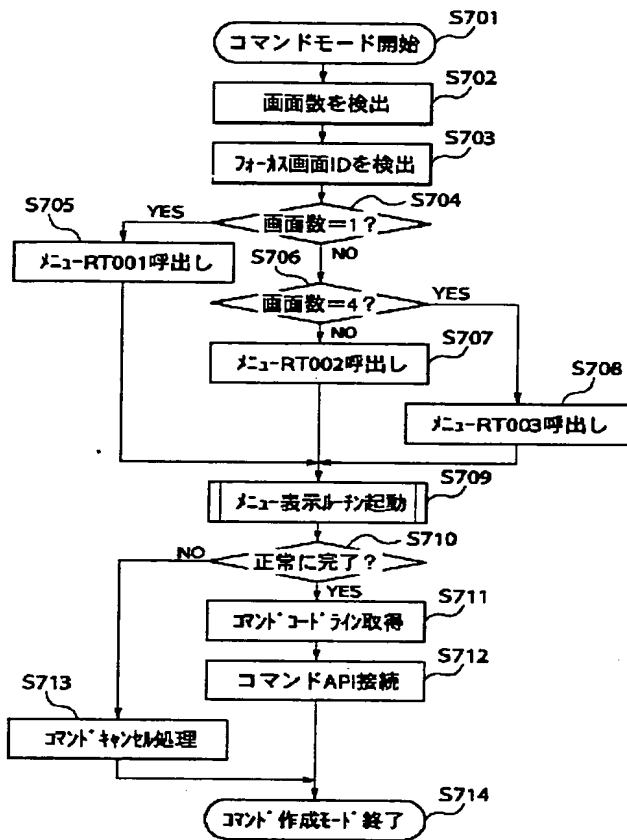 S701
コマンドモード開始
S702
画面数を検出
S703
フォーカス画面IDを検出
S704
画面数=1?
YES
NO
S705
メニューRT001呼出し
S706
画面数=4?
YES
NO
S707
メニューRT002呼出し
S708
メニューRT003呼出し
S709
メニュー表示ルーチン起動
S710
正常に完了?
NO
YES
S711
コマンドコードライン取得
S712
コマンドAPI接続
S713
コマンドキャンセル処理
S714
コマンド作成モード終了